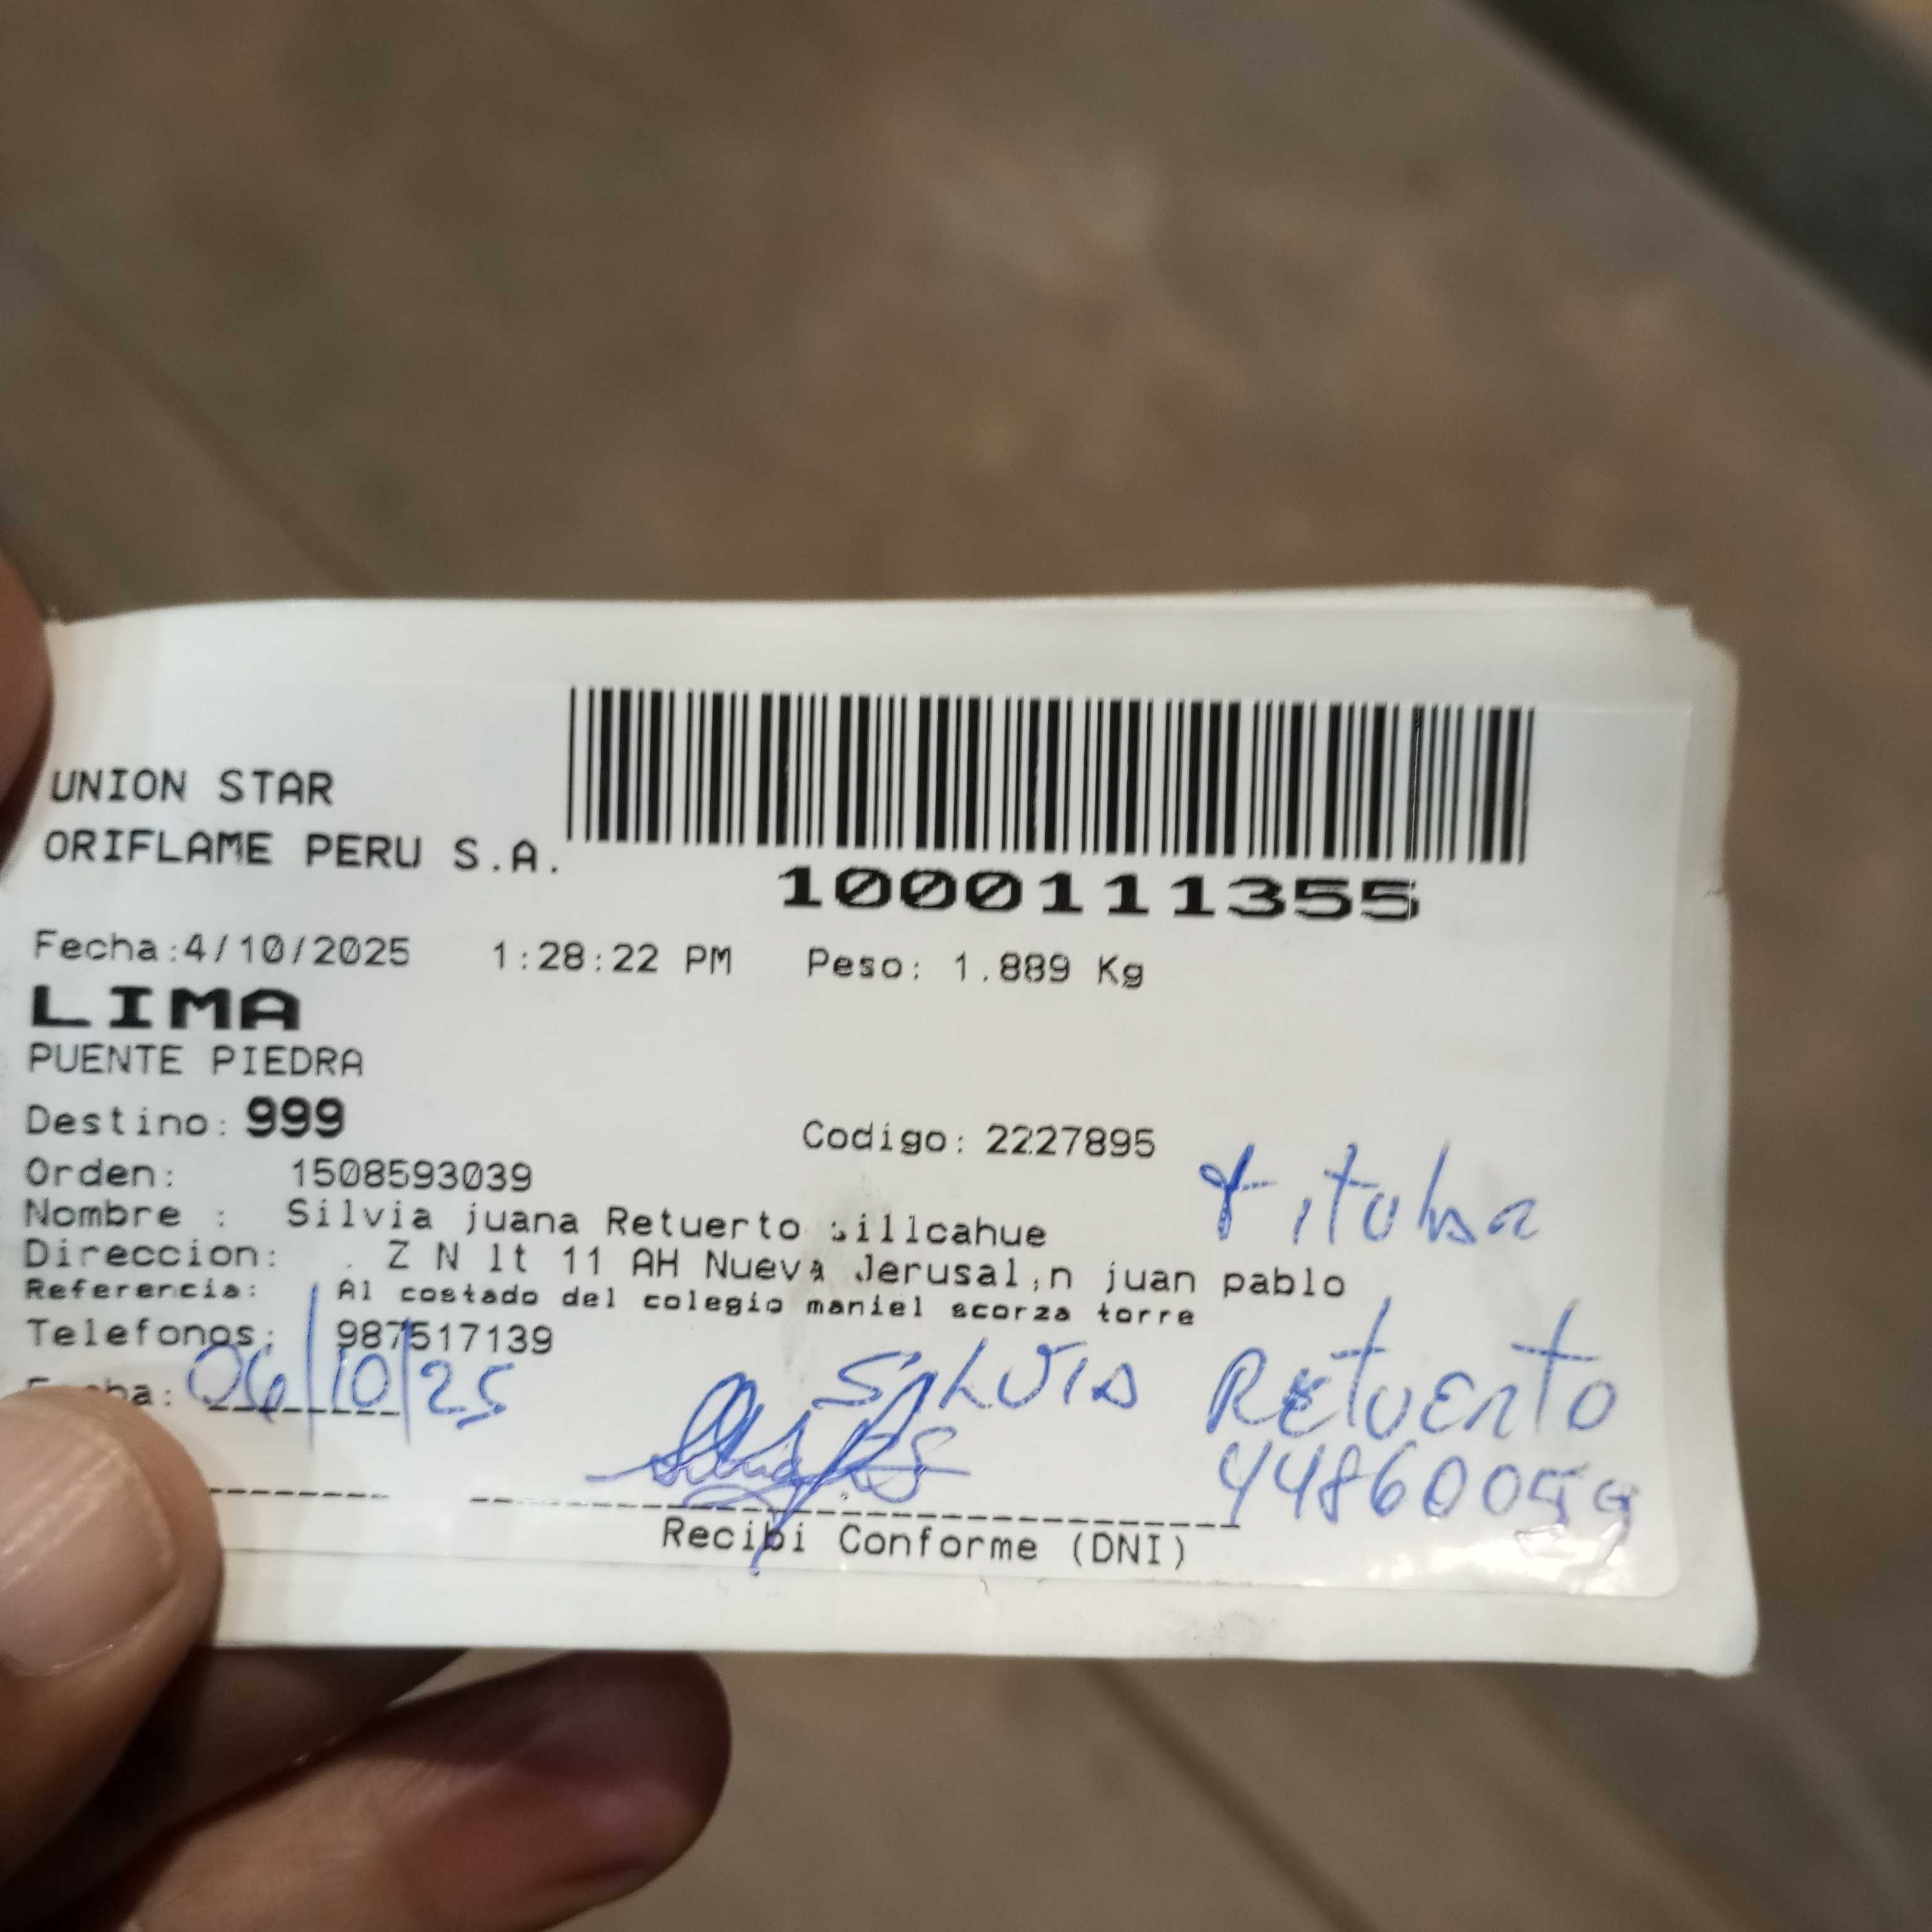 UNION STAR
ORIFLAME PERU S.A.
1000111355
Fecha:4/10/2025 1:28:22 PM Peso: 1.889 Kg
LIMA
PUENTE PIEDRA
Destino: 999
Codigo: 2227895
Orden: 1508593039
titular
Nombre : Silvia juana Retuerto
Direccion: . Z N lt 11 AH Nueva Jerusal,n juan pablo
Referencia: Al costado del colegio maniel scorza torre
Telefonos: 987517139
06/10/25
SILVIA RETUERTO
44860059
Recibi Conforme (DNI)